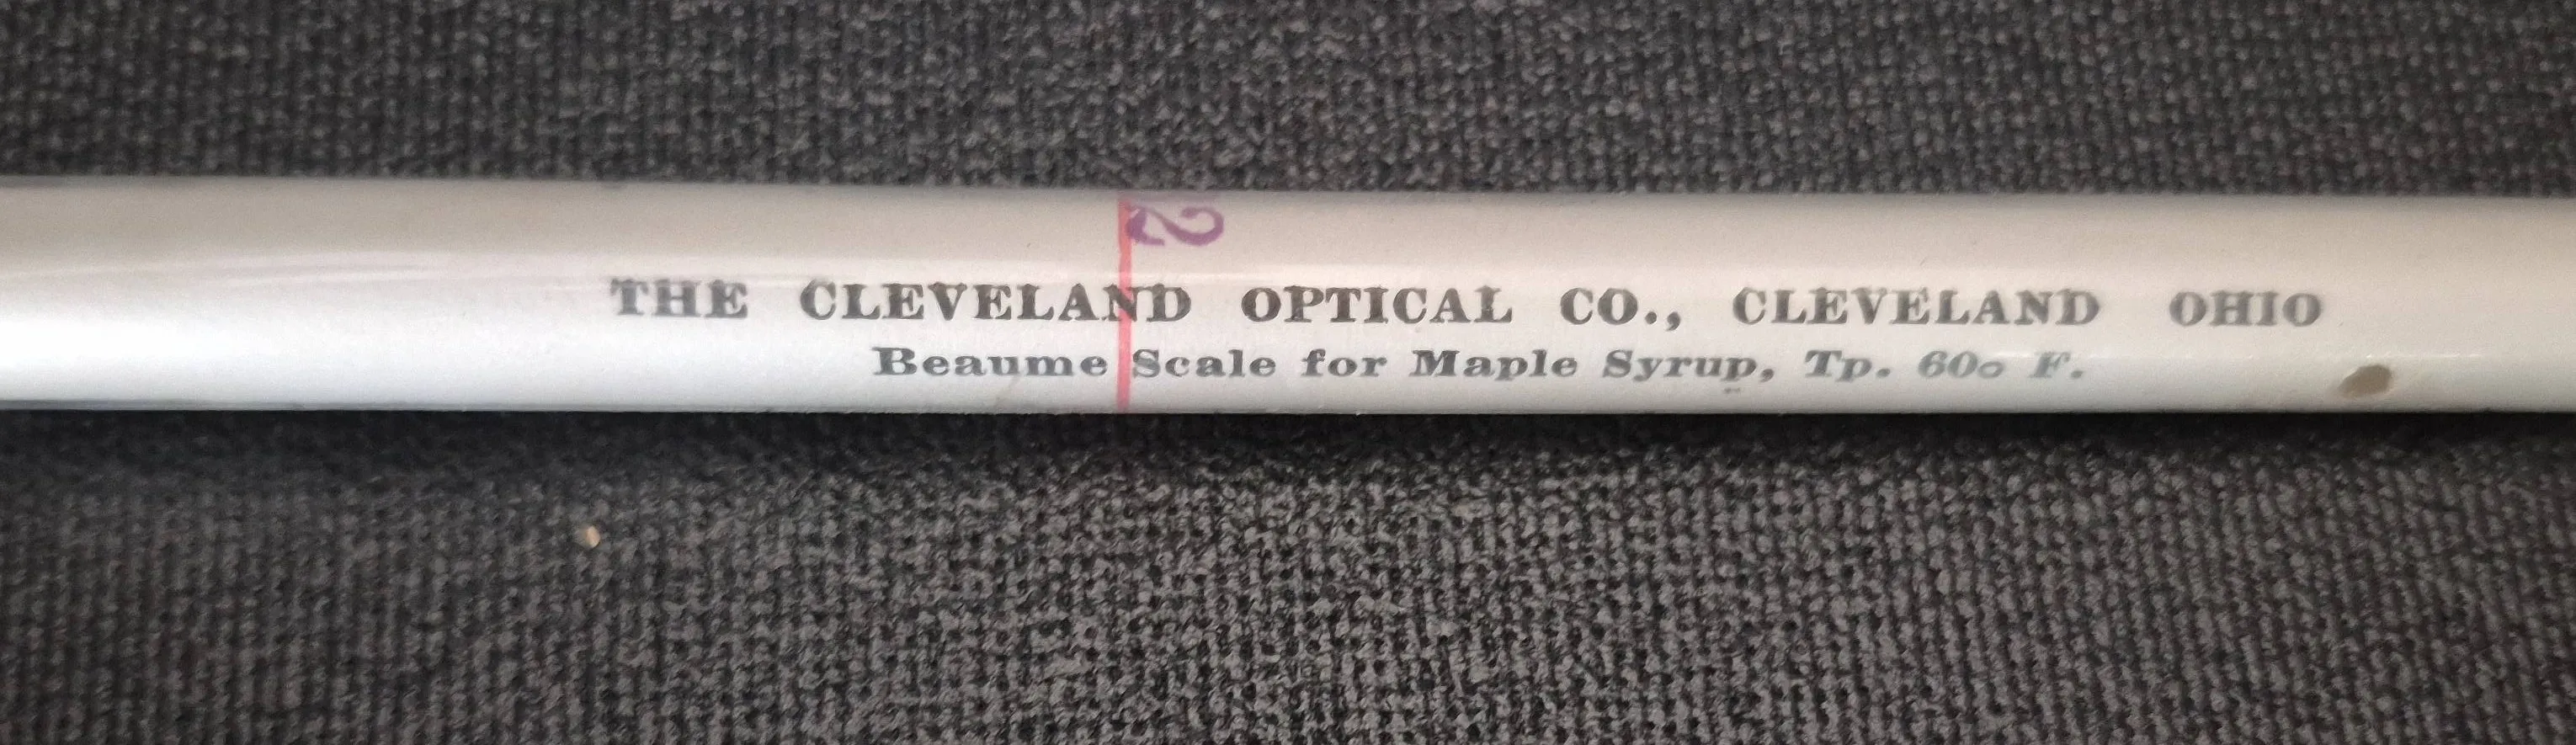 2
THE CLEVELAND OPTICAL CO., CLEVELAND OHIO
Beaume Scale for Maple Syrup, Tp. 60o F.